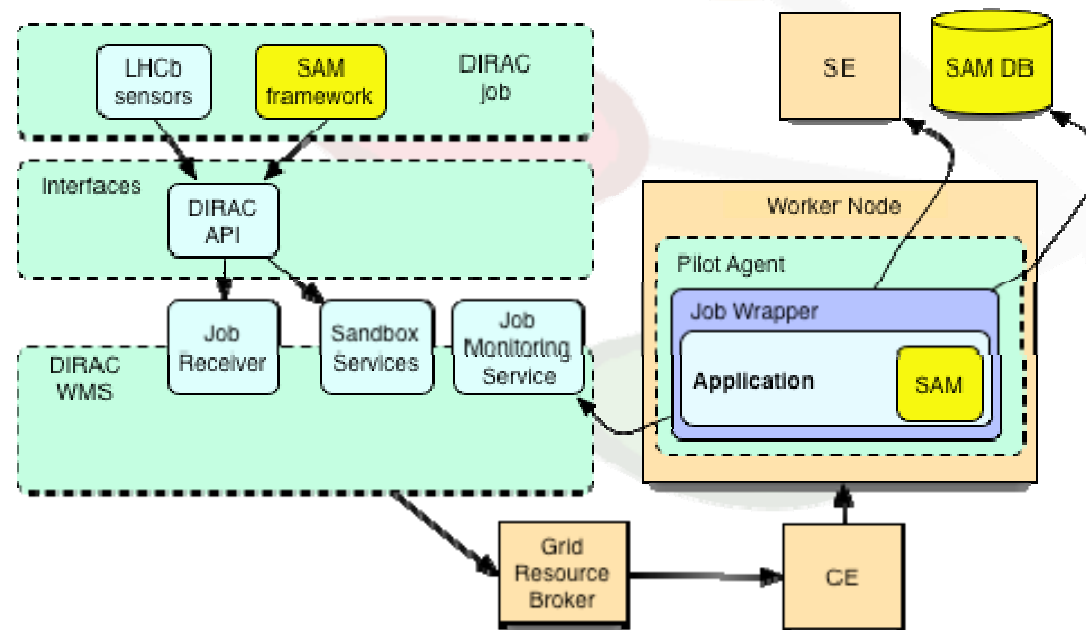 LHCb
sensors
SAM
framework
DIRAC
job
SE
SAM DB
Interfaces
DIRAC
API
Worker Node
Pilot Agent
Job Wrapper
Application
SAM
Job
Receiver
Sandbox
Services
Job
Monitoring
Service
DIRAC
WMS
Grid
Resource
Broker
CE